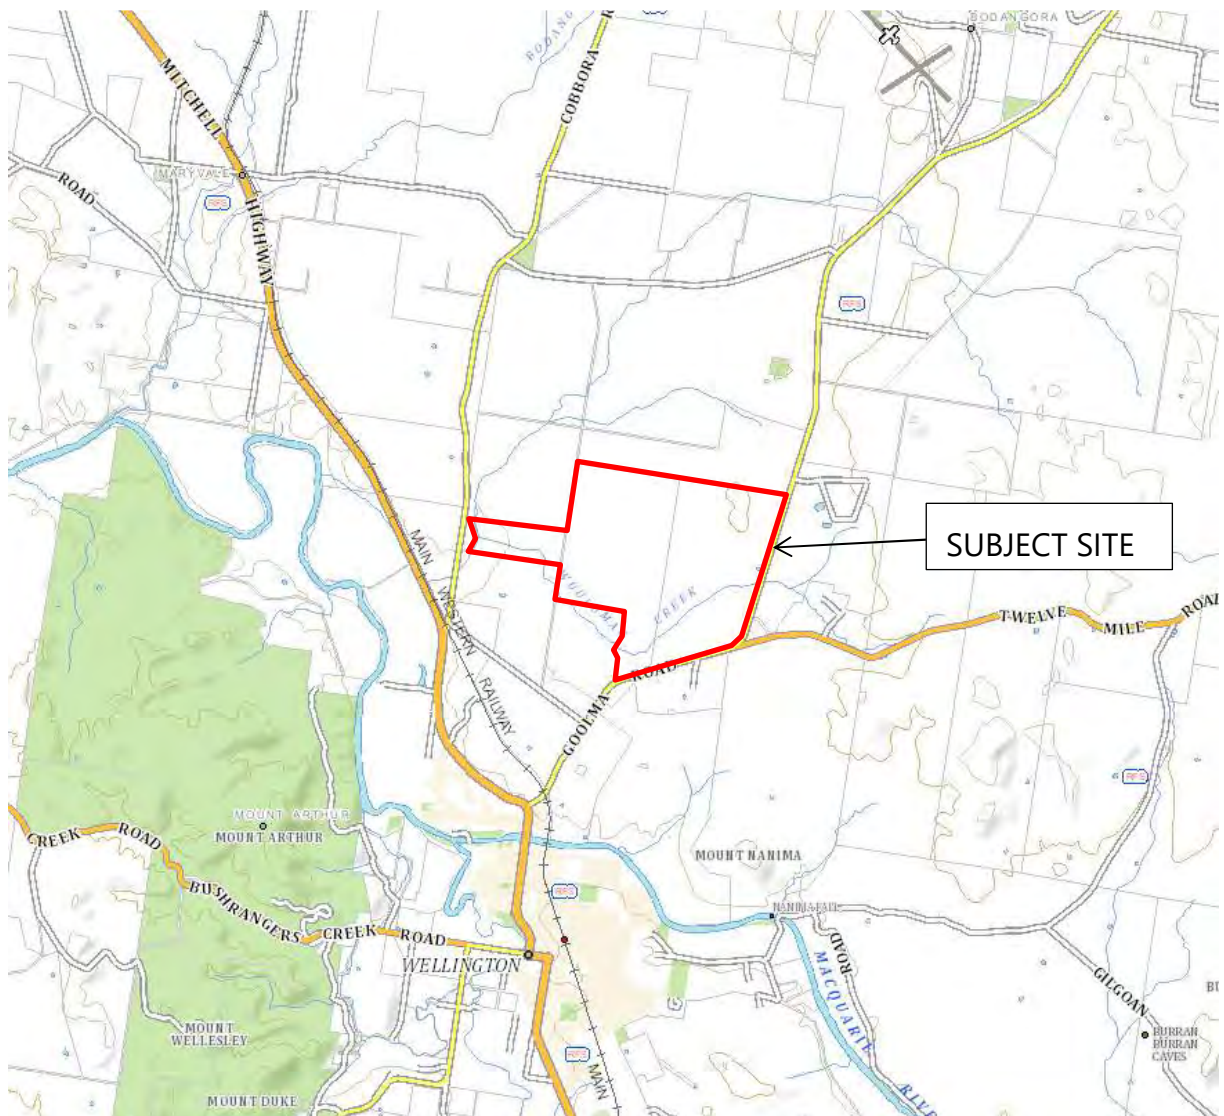 BODANGORA
BODANG
COBBORA
MITCHELL
MARYVALE
ROAD
RFS
HIGHWAY
RFS
SUBJECT SITE
MAIN
WESTERN
RAILWAY
CREEK
TWELVE
MILE
ROAD
ROAD
GOOLMA
RFS
MOUNT ARTHUR
MOUNT ARTHUR
CREEK
ROAD
MOUNT NANIMA
BUSHRANGERS
CREEK
ROAD
RFS
WELLINGTON
ROAD
MACQUARIE
RIVER
GILGOAN
MOUNT
WELLESLEY
BURRAN
BURRAN
CAVES
RFS
MAIN
MOUNT DUKE